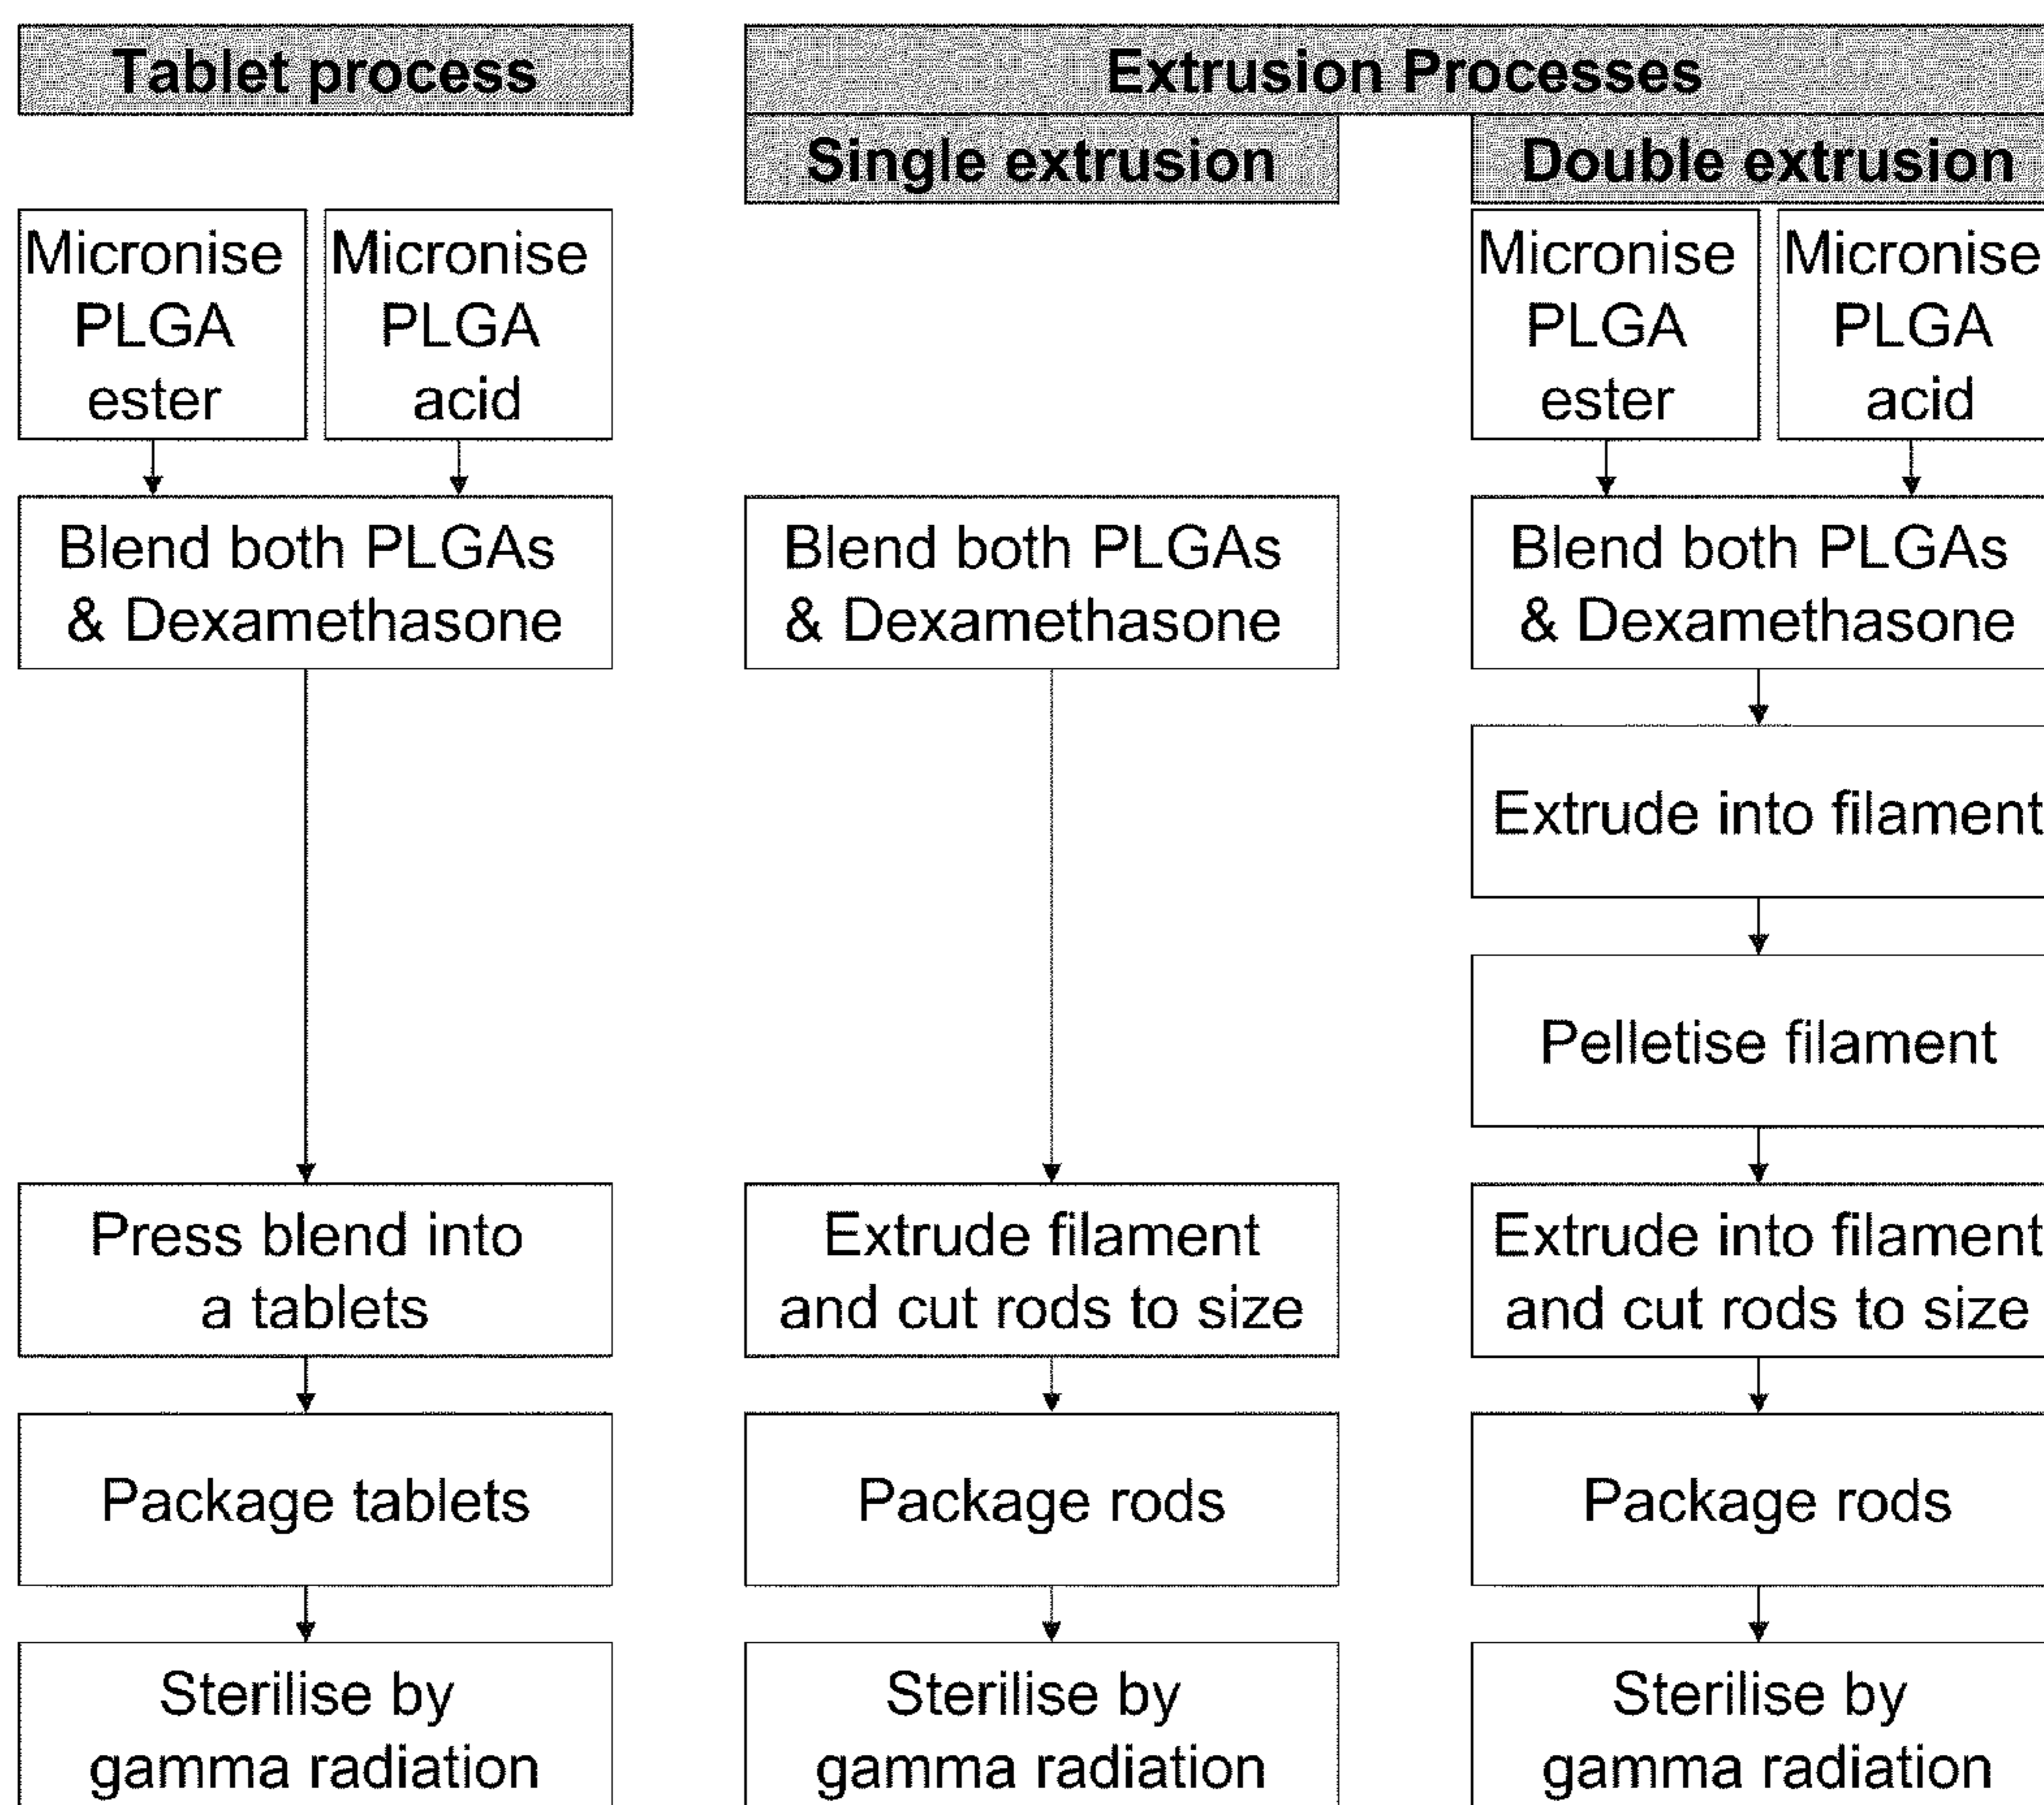 Tablet process
Extrusion Processes
Single extrusion
Double extrusion
Micronise
PLGA
ester
Micronise
PLGA
acid
Micronise
PLGA
ester
Micronise
PLGA
acid
Blend both PLGAs
& Dexamethasone
Blend both PLGAs
& Dexamethasone
Blend both PLGAs
& Dexamethasone
Extrude into filament
Pelletise filament
Press blend into
a tablets
Extrude filament
and cut rods to size
Extrude into filament
and cut rods to size
Package tablets
Package rods
Package rods
Sterilise by
gamma radiation
Sterilise by
gamma radiation
Sterilise by
gamma radiation